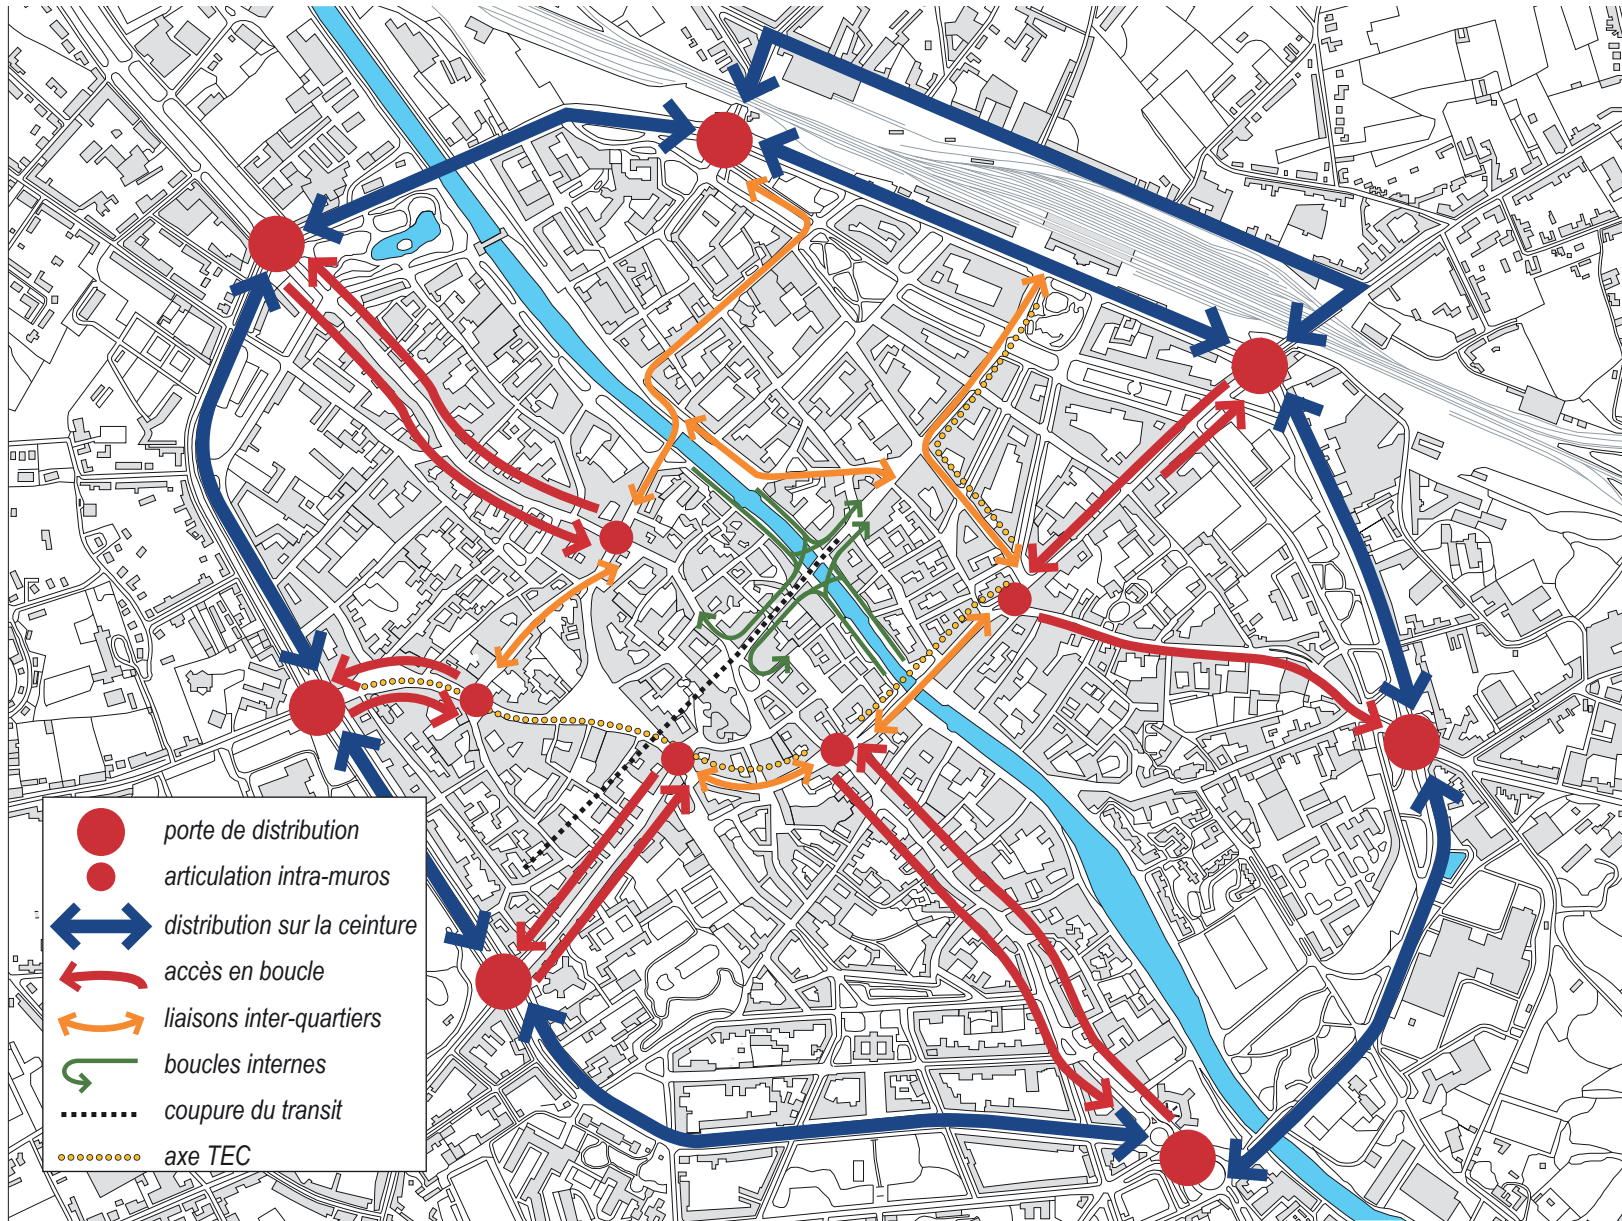 porte de distribution
articulation intra-muros
distribution sur la ceinture
accès en boucle
liaisons inter-quartiers
boucles internes
coupure du transit
axe TEC